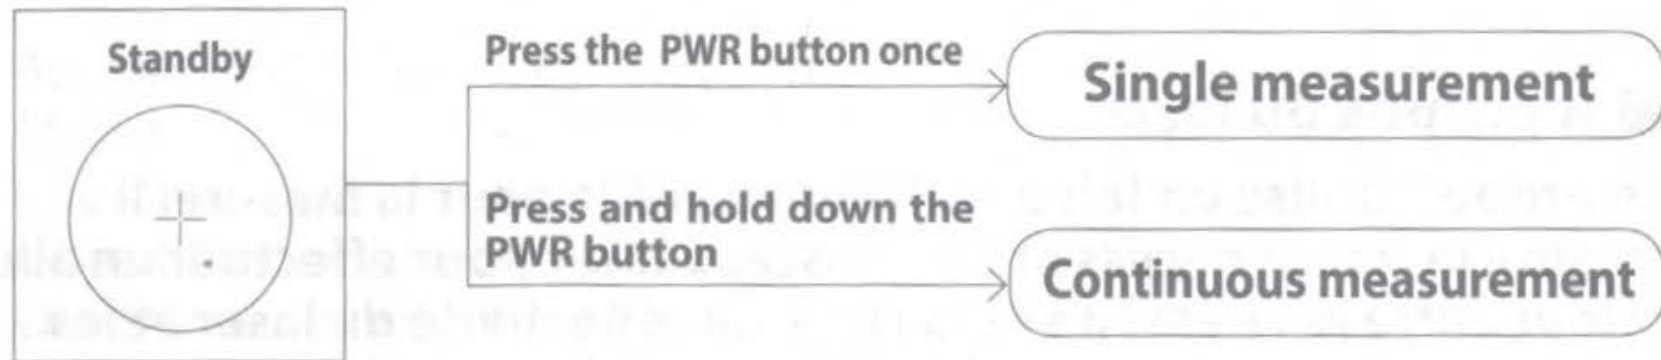 Standby
Press the PWR button once
Single measurement
Press and hold down the
PWR button
Continuous measurement